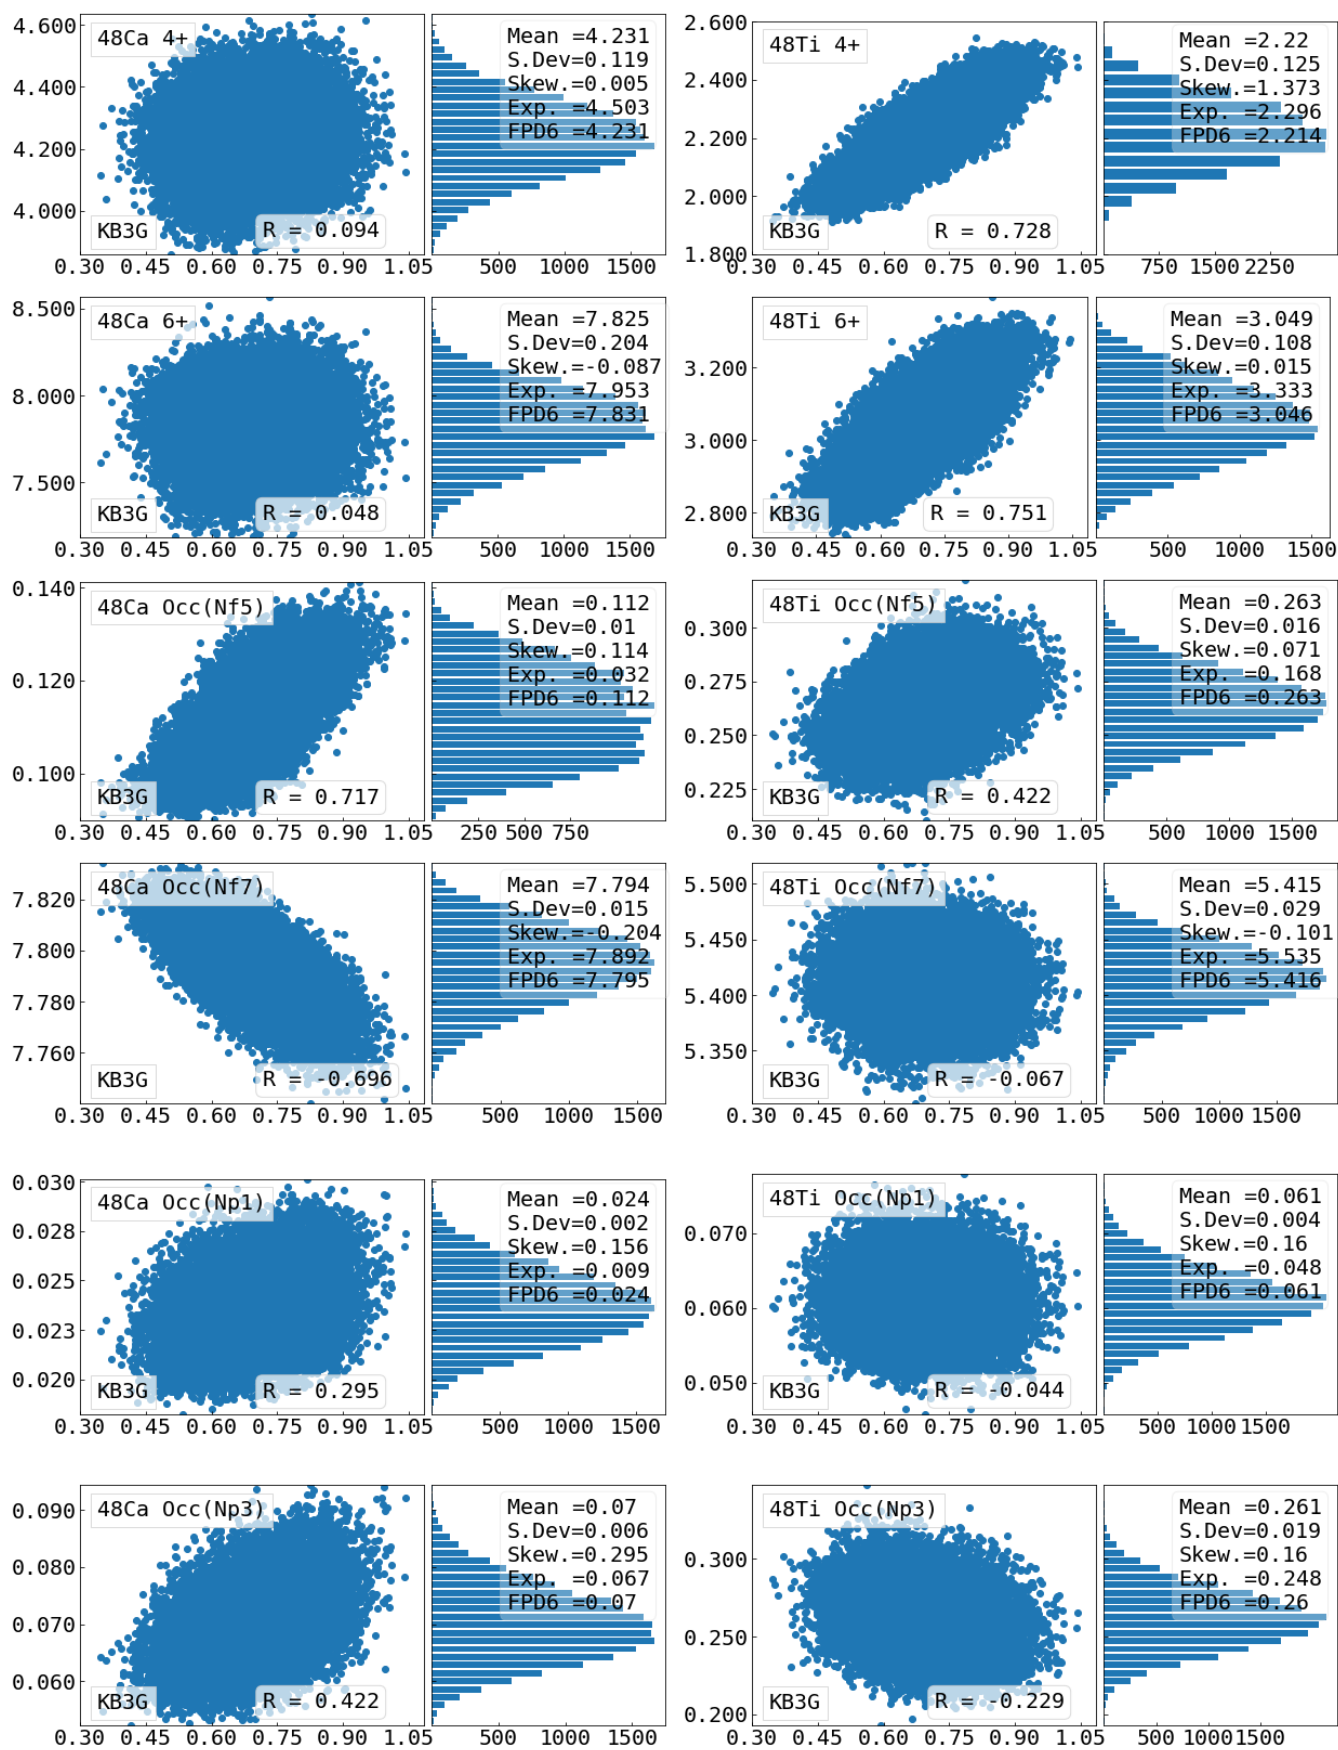 48Ca 4+
KB3G
R = 0.094
4.600
4.400
4.200
4.000
0.30 0.45 0.60 0.75 0.90 1.05
Mean =4.231
S.Dev=0.119
Skew.=0.005
Exp. =4.503
FPD6 =4.231
500 1000 1500
48Ti 4+
KB3G
R = 0.728
2.600
2.400
2.200
2.000
1.800
0.30 0.45 0.60 0.75 0.90 1.05
Mean =2.22
S.Dev=0.125
Skew.=1.373
Exp. =2.296
FPD6 =2.214
750 1500 2250
48Ca 6+
KB3G
R = 0.048
8.500
8.000
7.500
0.30 0.45 0.60 0.75 0.90 1.05
Mean =7.825
S.Dev=0.204
Skew.=-0.087
Exp. =7.953
FPD6 =7.831
500 1000 1500
48Ti 6+
KB3G
R = 0.751
3.200
3.000
2.800
0.30 0.45 0.60 0.75 0.90 1.05
Mean =3.049
S.Dev=0.108
Skew.=0.015
Exp. =3.333
FPD6 =3.046
500 1000 1500
48Ca Occ(Nf5)
KB3G
R = 0.717
0.140
0.120
0.100
0.30 0.45 0.60 0.75 0.90 1.05
Mean =0.112
S.Dev=0.01
Skew.=0.114
Exp. =0.032
FPD6 =0.112
250 500 750
48Ti Occ(Nf5)
KB3G
R = 0.422
0.300
0.275
0.250
0.225
0.30 0.45 0.60 0.75 0.90 1.05
Mean =0.263
S.Dev=0.016
Skew.=0.071
Exp. =0.168
FPD6 =0.263
500 1000 1500
48Ca Occ(Nf7)
KB3G
R = -0.696
7.820
7.800
7.780
7.760
0.30 0.45 0.60 0.75 0.90 1.05
Mean =7.794
S.Dev=0.015
Skew.=-0.204
Exp. =7.892
FPD6 =7.795
500 1000 1500
48Ti Occ(Nf7)
KB3G
R = -0.067
5.500
5.450
5.400
5.350
0.30 0.45 0.60 0.75 0.90 1.05
Mean =5.415
S.Dev=0.029
Skew.=-0.101
Exp. =5.535
FPD6 =5.416
500 1000 1500
48Ca Occ(Np1)
KB3G
R = 0.295
0.030
0.028
0.025
0.023
0.020
0.30 0.45 0.60 0.75 0.90 1.05
Mean =0.024
S.Dev=0.002
Skew.=0.156
Exp. =0.009
FPD6 =0.024
500 1000 1500
48Ti Occ(Np1)
KB3G
R = -0.044
0.070
0.060
0.050
0.30 0.45 0.60 0.75 0.90 1.05
Mean =0.061
S.Dev=0.004
Skew.=0.16
Exp. =0.048
FPD6 =0.061
500 1000 1500
48Ca Occ(Np3)
KB3G
R = 0.422
0.090
0.080
0.070
0.060
0.30 0.45 0.60 0.75 0.90 1.05
Mean =0.07
S.Dev=0.006
Skew.=0.295
Exp. =0.067
FPD6 =0.07
500 1000 1500
48Ti Occ(Np3)
KB3G
R = -0.229
0.300
0.250
0.200
0.30 0.45 0.60 0.75 0.90 1.05
Mean =0.261
S.Dev=0.019
Skew.=0.16
Exp. =0.248
FPD6 =0.26
500 1000 1500